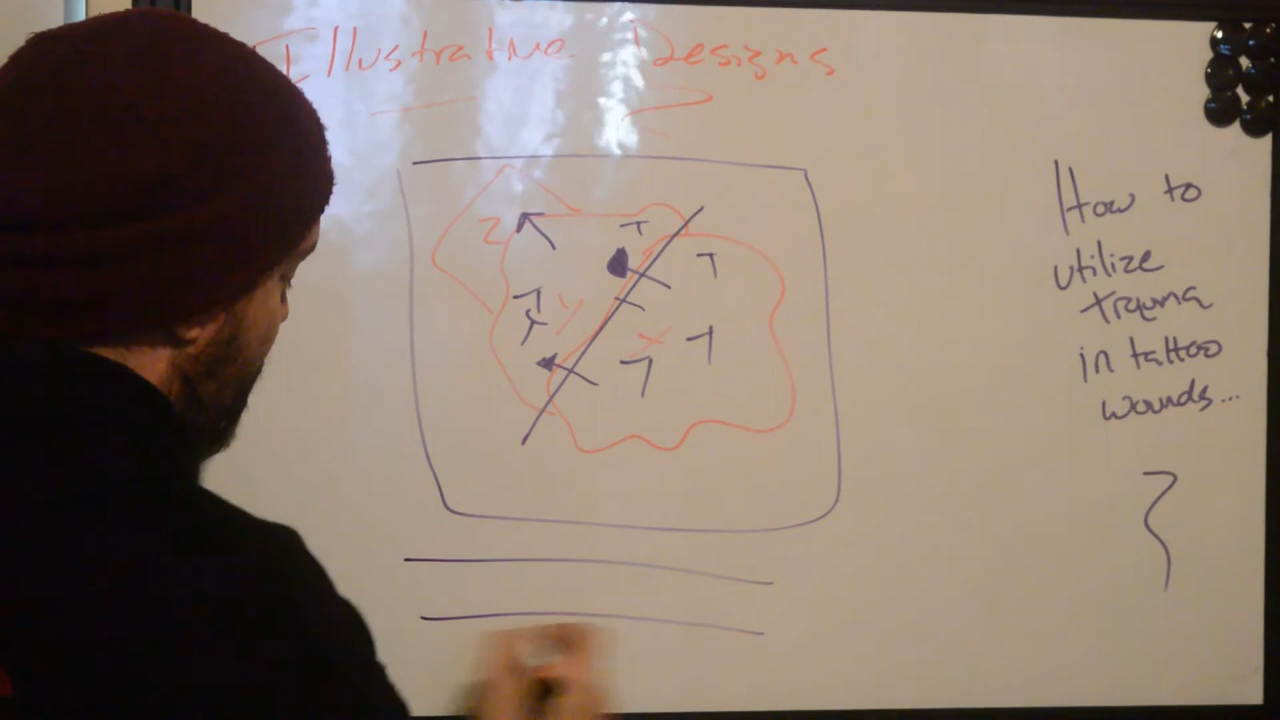 Illustrative Designs
How to
utilize
trauma
in tattoo
wounds...
Z
T
T
T
Y
X
T
T